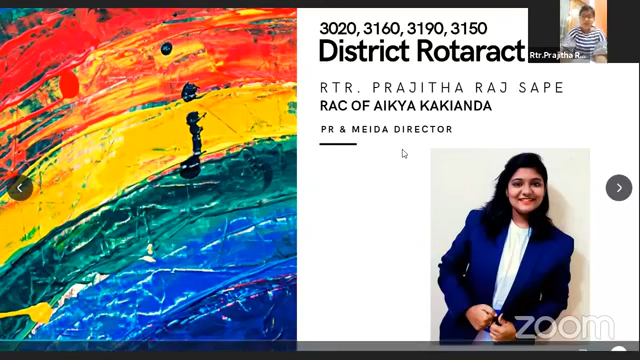 3020, 3160, 3190, 3150
District Rotaract
Rtr.Prajitha R...
RTR. PRAJITHA RAJ SAPE
RAC OF AIKYA KAKIANDA
PR & MEIDA DIRECTOR
zoom